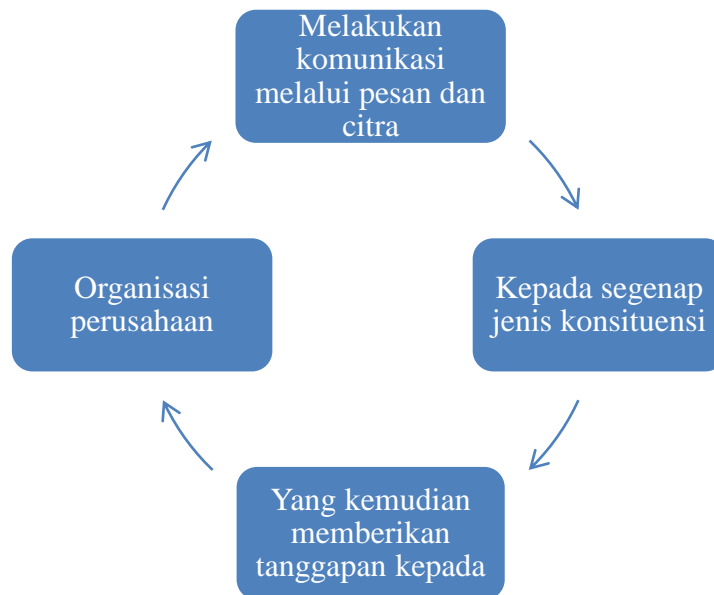 Melakukan
komunikasi
melalui pesan dan
citra
Organisasi
perusahaan
Kepada segenap
jenis konsituensi
Yang kemudian
memberikan
tanggapan kepada